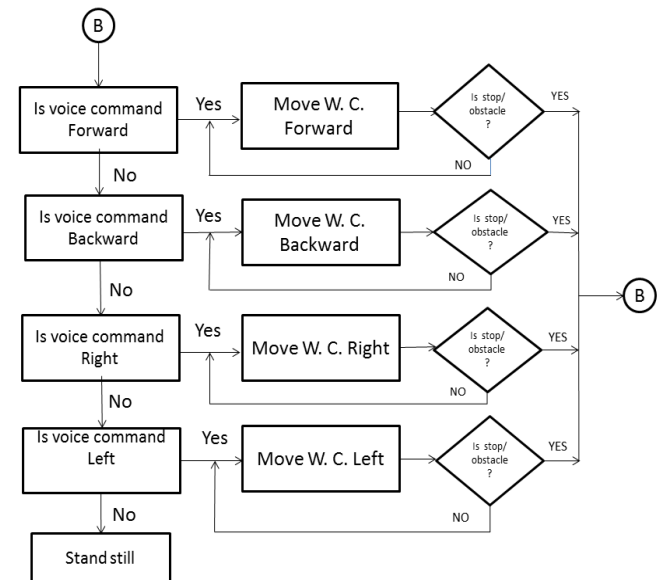 B
Is voice command
Forward
Yes
Move W. C.
Forward
Is stop/
obstacle
?
YES
NO
No
Is voice command
Backward
Yes
Move W. C.
Backward
Is stop/
obstacle
?
YES
NO
No
B
Is voice command
Right
Yes
Move W. C. Right
Is stop/
obstacle
?
YES
NO
No
Is voice command
Left
Yes
Move W. C. Left
Is stop/
obstacle
?
YES
NO
No
Stand still